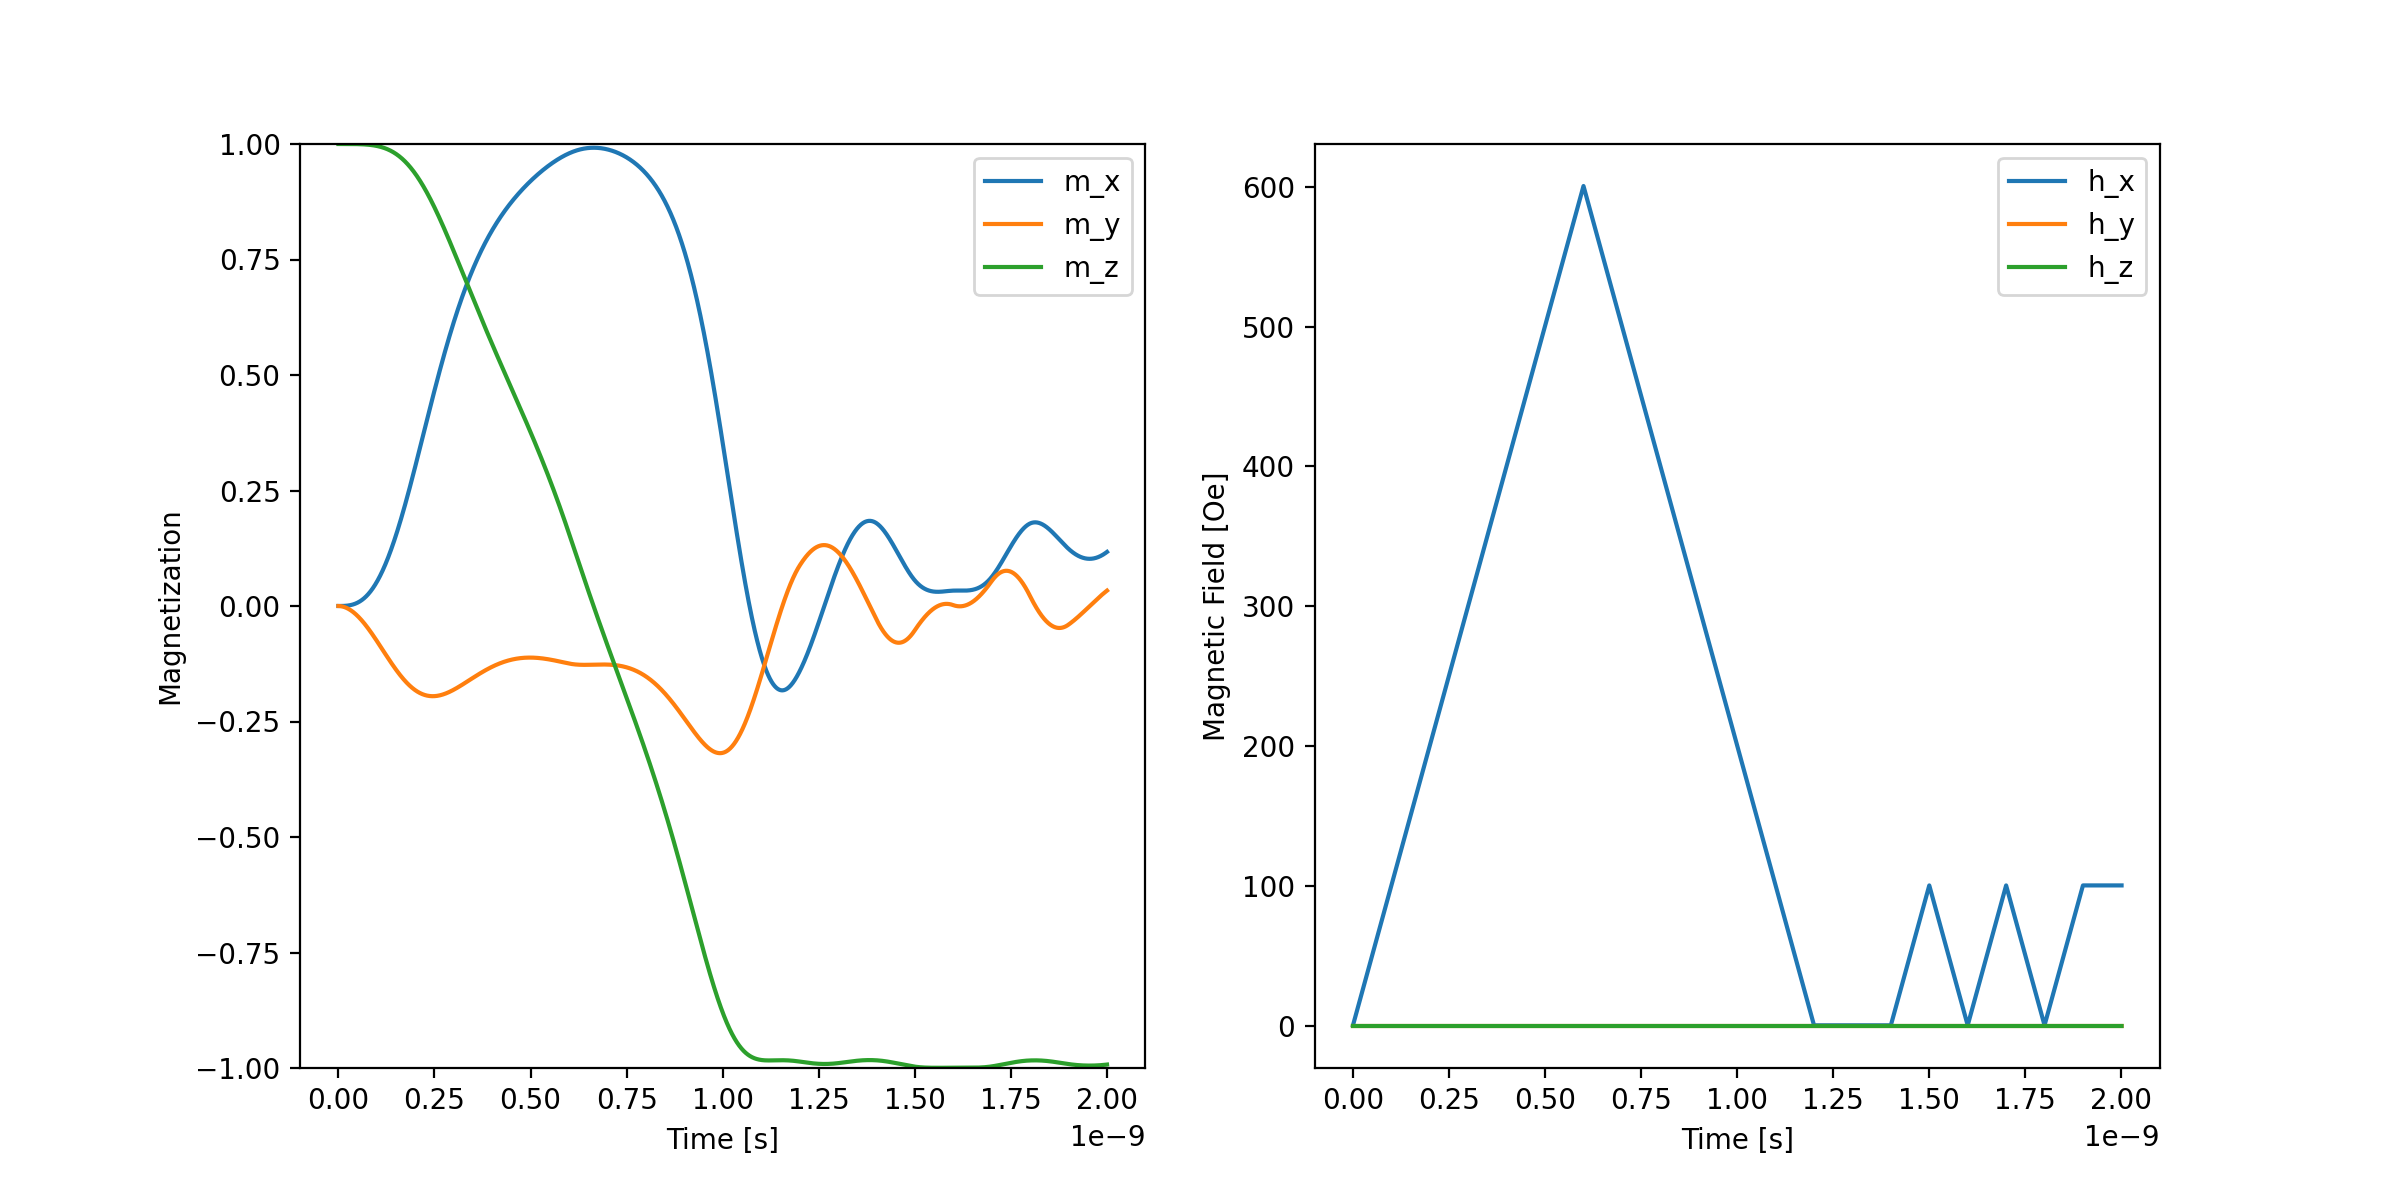 1.00
0.75
0.50
0.25
0.00
−0.25
−0.50
−0.75
−1.00
Magnetization
m_x
m_y
m_z
0.00 0.25 0.50 0.75 1.00 1.25 1.50 1.75 2.00
Time [s]
1e−9
600
500
400
300
200
100
0
Magnetic Field [Oe]
h_x
h_y
h_z
0.00 0.25 0.50 0.75 1.00 1.25 1.50 1.75 2.00
Time [s]
1e−9